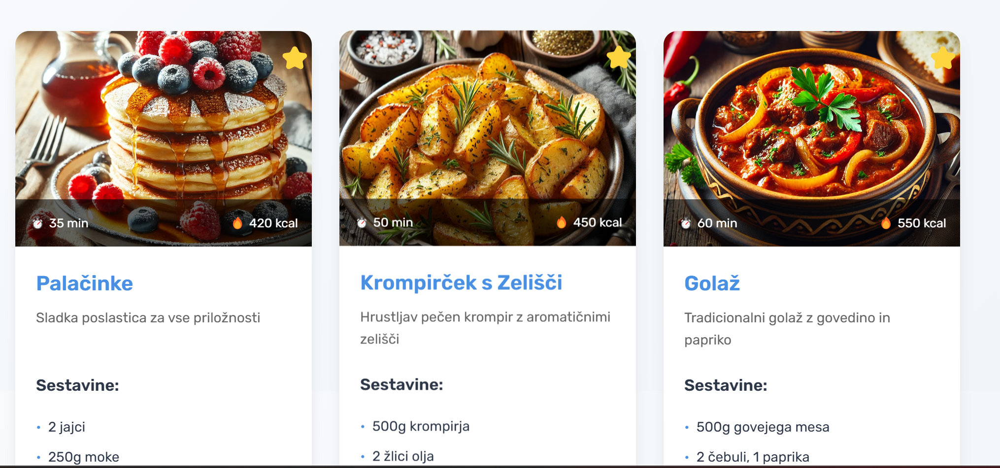 35 min
420 kcal
Palačinke
Sladka poslastica za vse priložnosti
Sestavine:
2 jajci
250g moke
50 min
450 kcal
Krompirček s Zelišči
Hrustljav pečen krompir z aromatičnimi
zelišči
Sestavine:
500g krompirja
2 žlici olja
60 min
550 kcal
Golaž
Tradicionalni golaž z govedino in
papriko
Sestavine:
500g govejega mesa
2 čebuli, 1 paprika